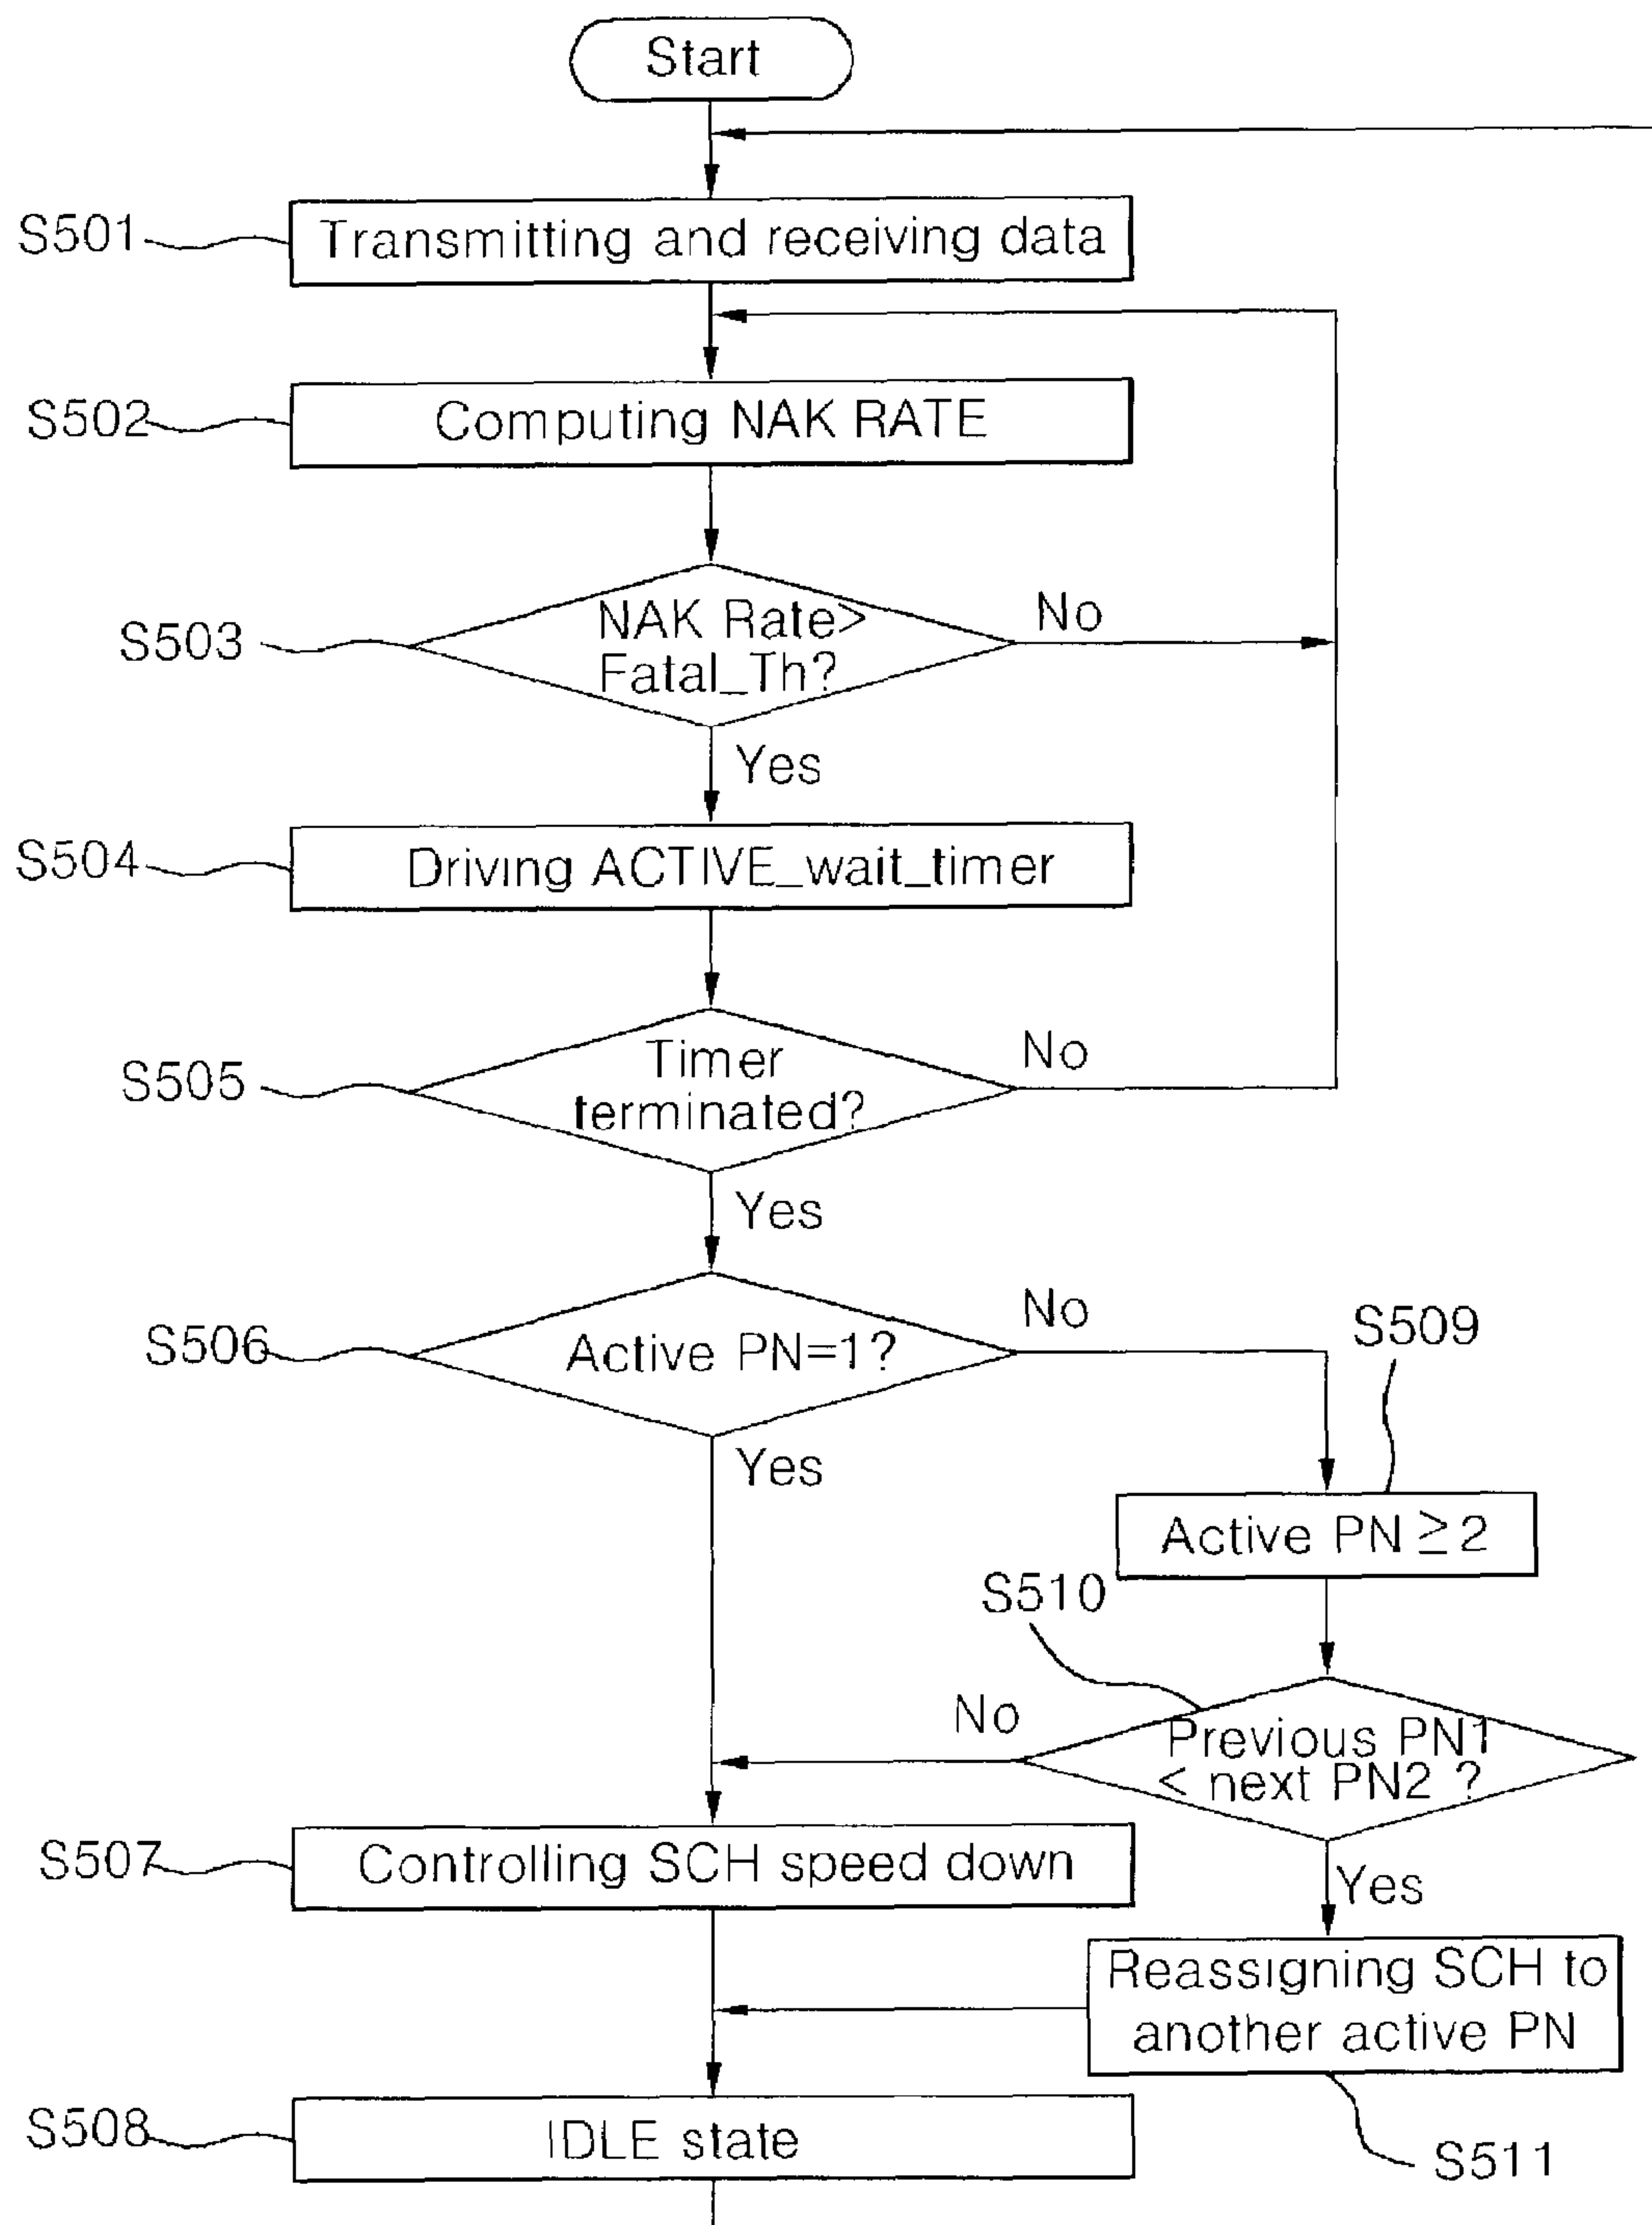 Start
S501
Transmitting and receiving data
S502
Computing NAK RATE
S503
NAK Rate>
Fatal_Th?
No
Yes
S504
Driving ACTIVE_wait_timer
S505
Timer
terminated?
No
Yes
S506
Active PN=1?
No
S509
Yes
Active PN ≥ 2
S510
No
Previous PN1
< next PN2 ?
S507
Controlling SCH speed down
Yes
Reassigning SCH to
another active PN
S508
IDLE state
S511